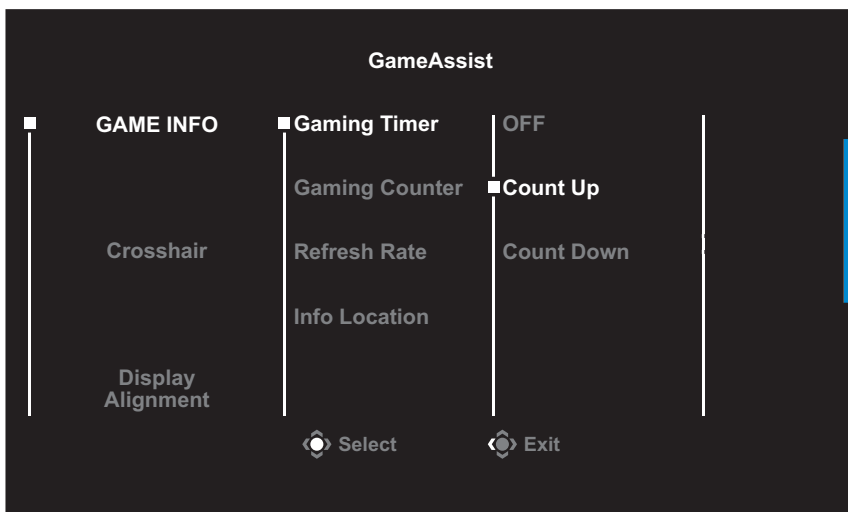 GameAssist
GAME INFO
Gaming Timer
OFF
Gaming Counter
Count Up
Crosshair
Refresh Rate
Count Down
Info Location
Display
Alignment
Select
Exit